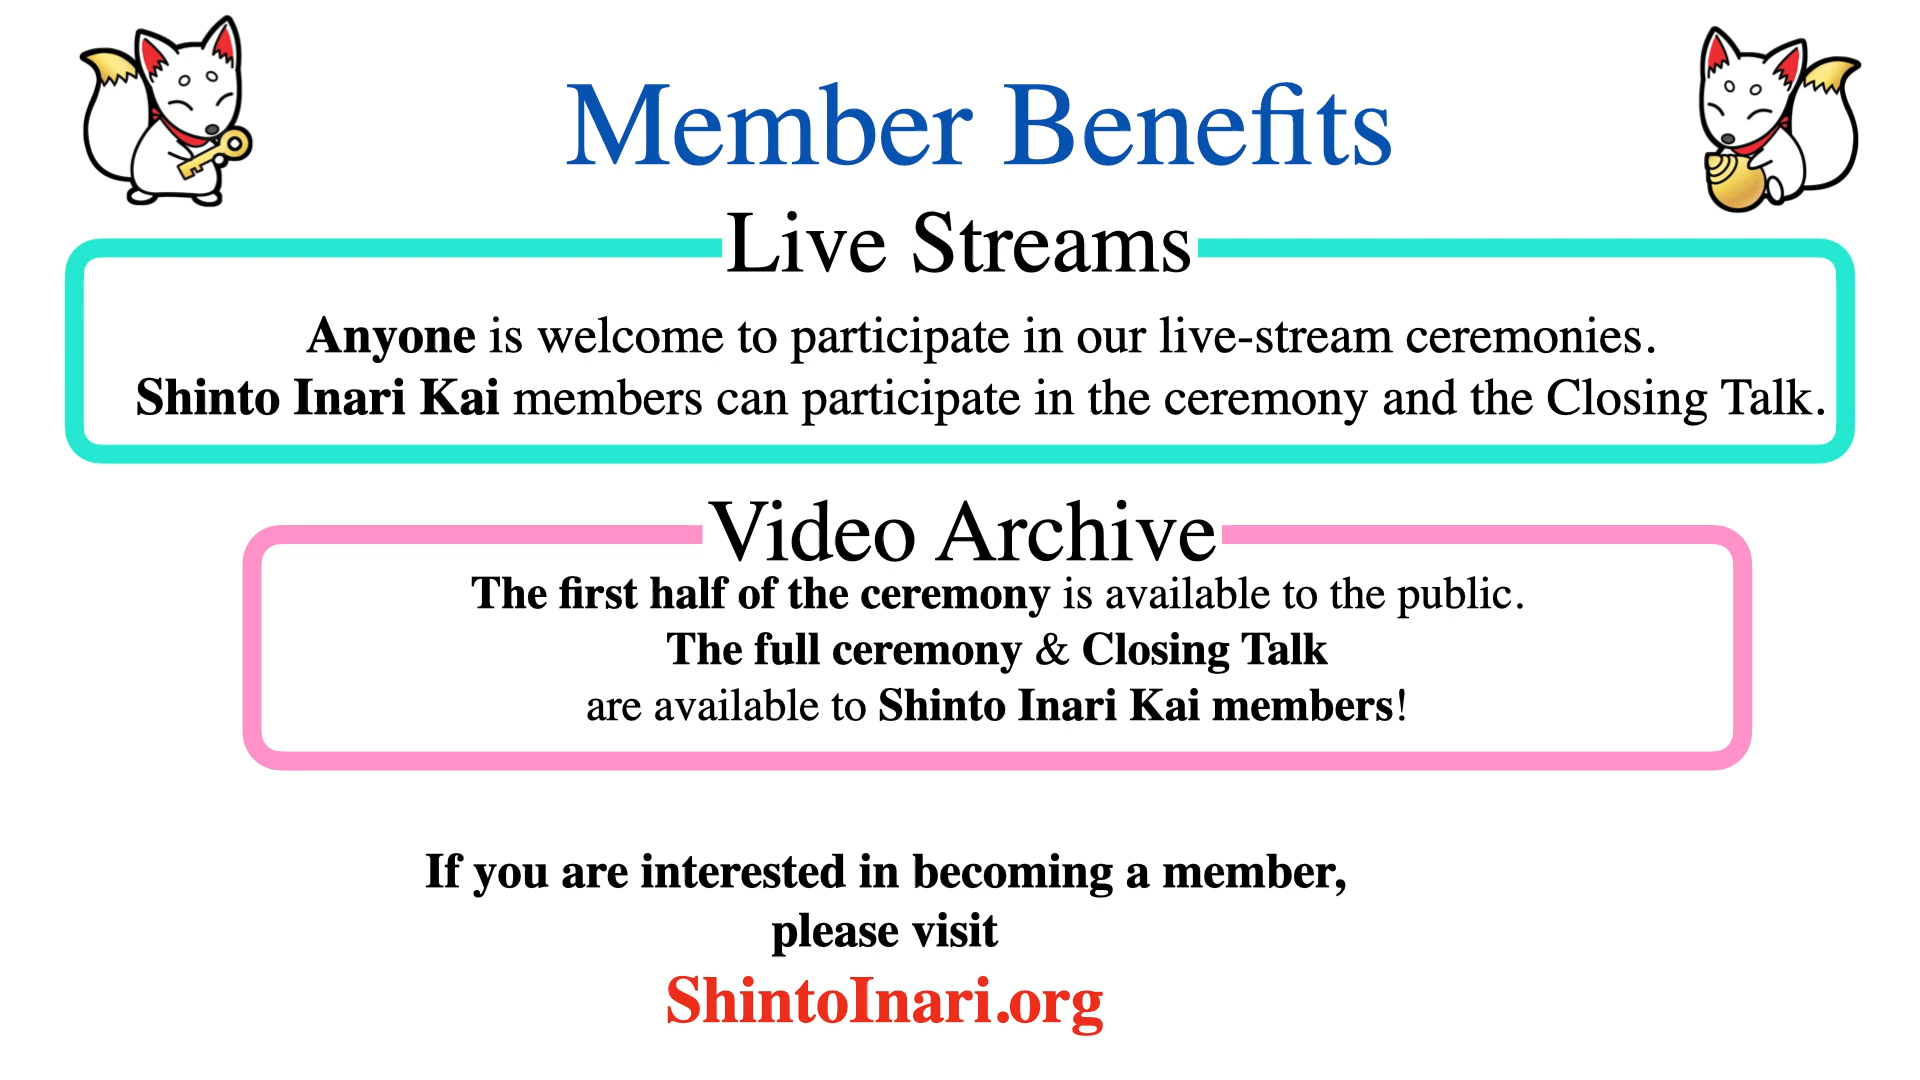 Member Benefits
Live Streams
Anyone is welcome to participate in our live-stream ceremonies.
Shinto Inari Kai members can participate in the ceremony and the Closing Talk.
Video Archive
The first half of the ceremony is available to the public.
The full ceremony & Closing Talk
are available to Shinto Inari Kai members!
If you are interested in becoming a member,
please visit
ShintoInari.org